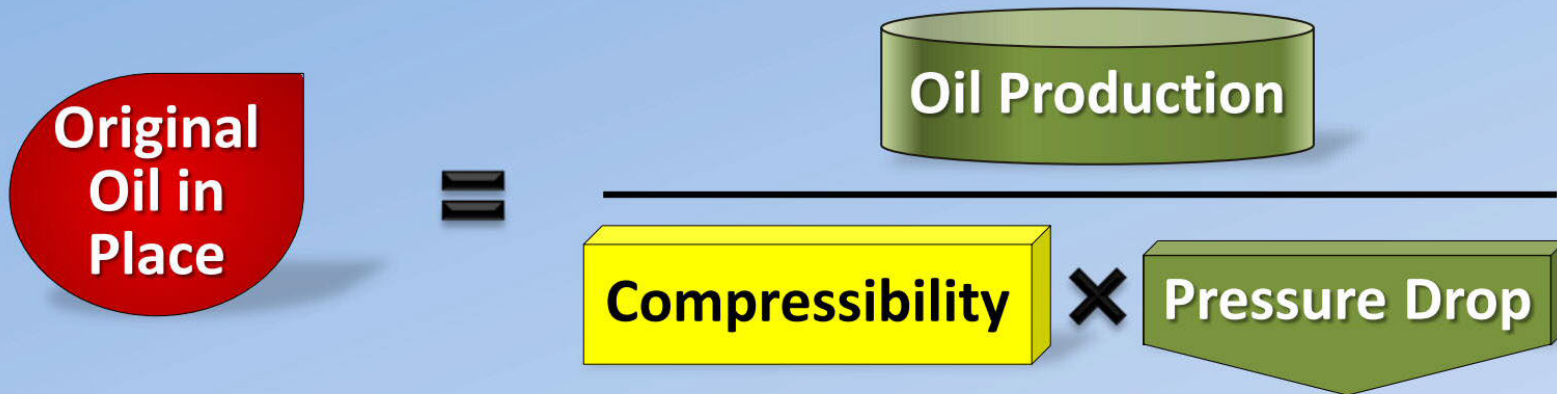 Original
Oil in
Place
=
Oil Production
Compressibility × Pressure Drop